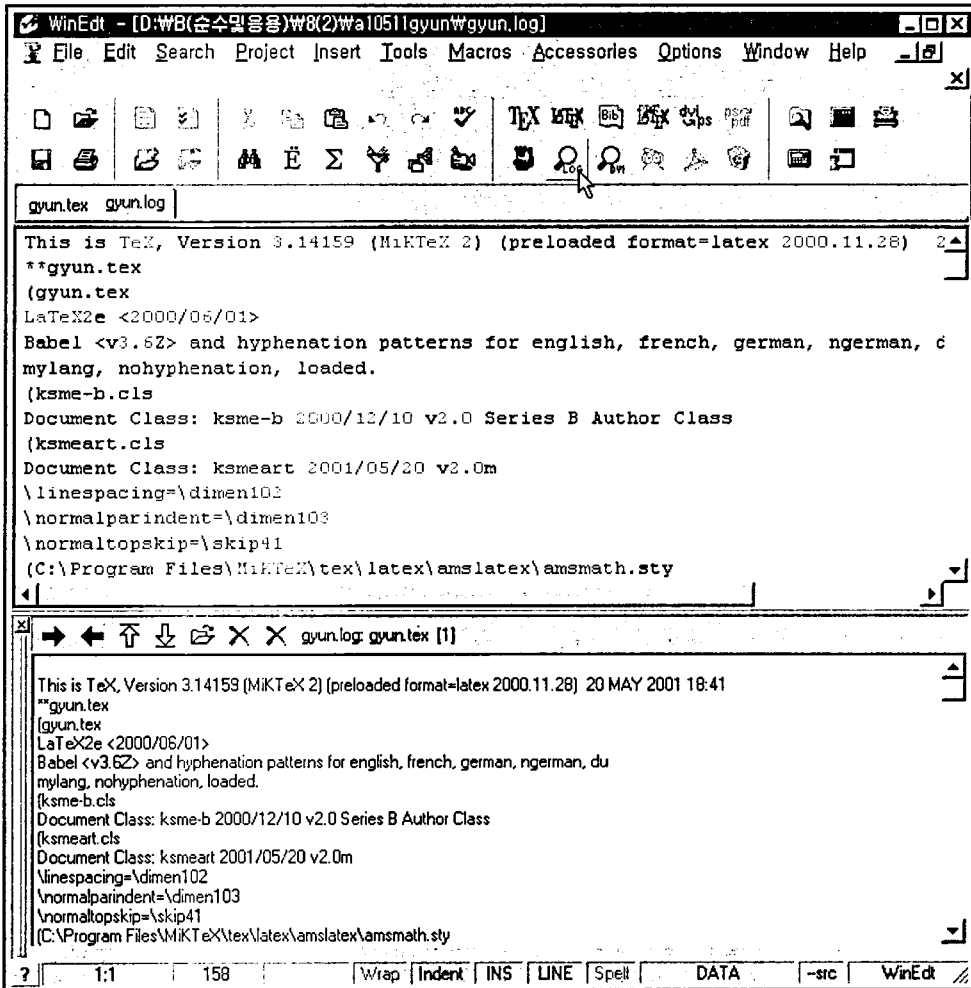 WinEdt - [D:₩B(순수및응용)₩8(2)₩a10511gyun₩gyun.log]
File Edit Search Project Insert Tools Macros Accessories Options Window Help
ABC TEX LATEX Bib dvi ps pdf
LOG DVI
gyun.tex gyun.log
This is TeX, Version 3.14159 (MiKTeX 2) (preloaded format=latex 2000.11.28) 2
**gyun.tex
(gyun.tex
LaTeX2e <2000/06/01>
Babel <v3.6Z> and hyphenation patterns for english, french, german, ngerman, d
mylang, nohyphenation, loaded.
(ksme-b.cls
Document Class: ksme-b 2000/12/10 v2.0 Series B Author Class
(ksmeart.cls
Document Class: ksmeart 2001/05/20 v2.0m
\linespacing=\dimen102
\normalparindent=\dimen103
\normaltopskip=\skip41
(C:\Program Files\MiKTeX\tex\latex\amslatex\amsmath.sty
gyun.log: gyun.tex [1]
This is TeX, Version 3.14159 (MiKTeX 2) (preloaded format=latex 2000.11.28) 20 MAY 2001 18:41
**gyun.tex
(gyun.tex
LaTeX2e <2000/06/01>
Babel <v3.6Z> and hyphenation patterns for english, french, german, ngerman, du
mylang, nohyphenation, loaded.
(ksme-b.cls
Document Class: ksme-b 2000/12/10 v2.0 Series B Author Class
(ksmeart.cls
Document Class: ksmeart 2001/05/20 v2.0m
\linespacing=\dimen102
\normalparindent=\dimen103
\normaltopskip=\skip41
(C:\Program Files\MiKTeX\tex\latex\amslatex\amsmath.sty
? 1:1 158 Wrap Indent INS LINE Spell DATA -src WinEdt